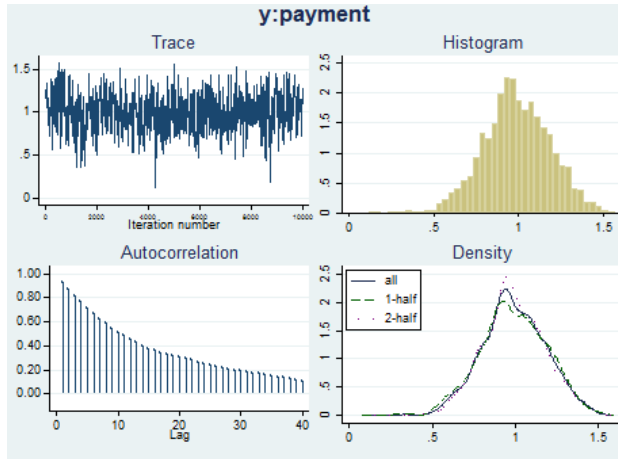 y:payment
Trace
1.5
1
.5
0
0 2000 4000 6000 8000 10000
Iteration number
Histogram
2.5
2
1.5
1
.5
0
0 .5 1 1.5
Autocorrelation
1.00
0.80
0.60
0.40
0.20
0.00
0 10 20 30 40
Lag
Density
all
1-half
2-half
2.5
2
1.5
1
.5
0
0 .5 1 1.5